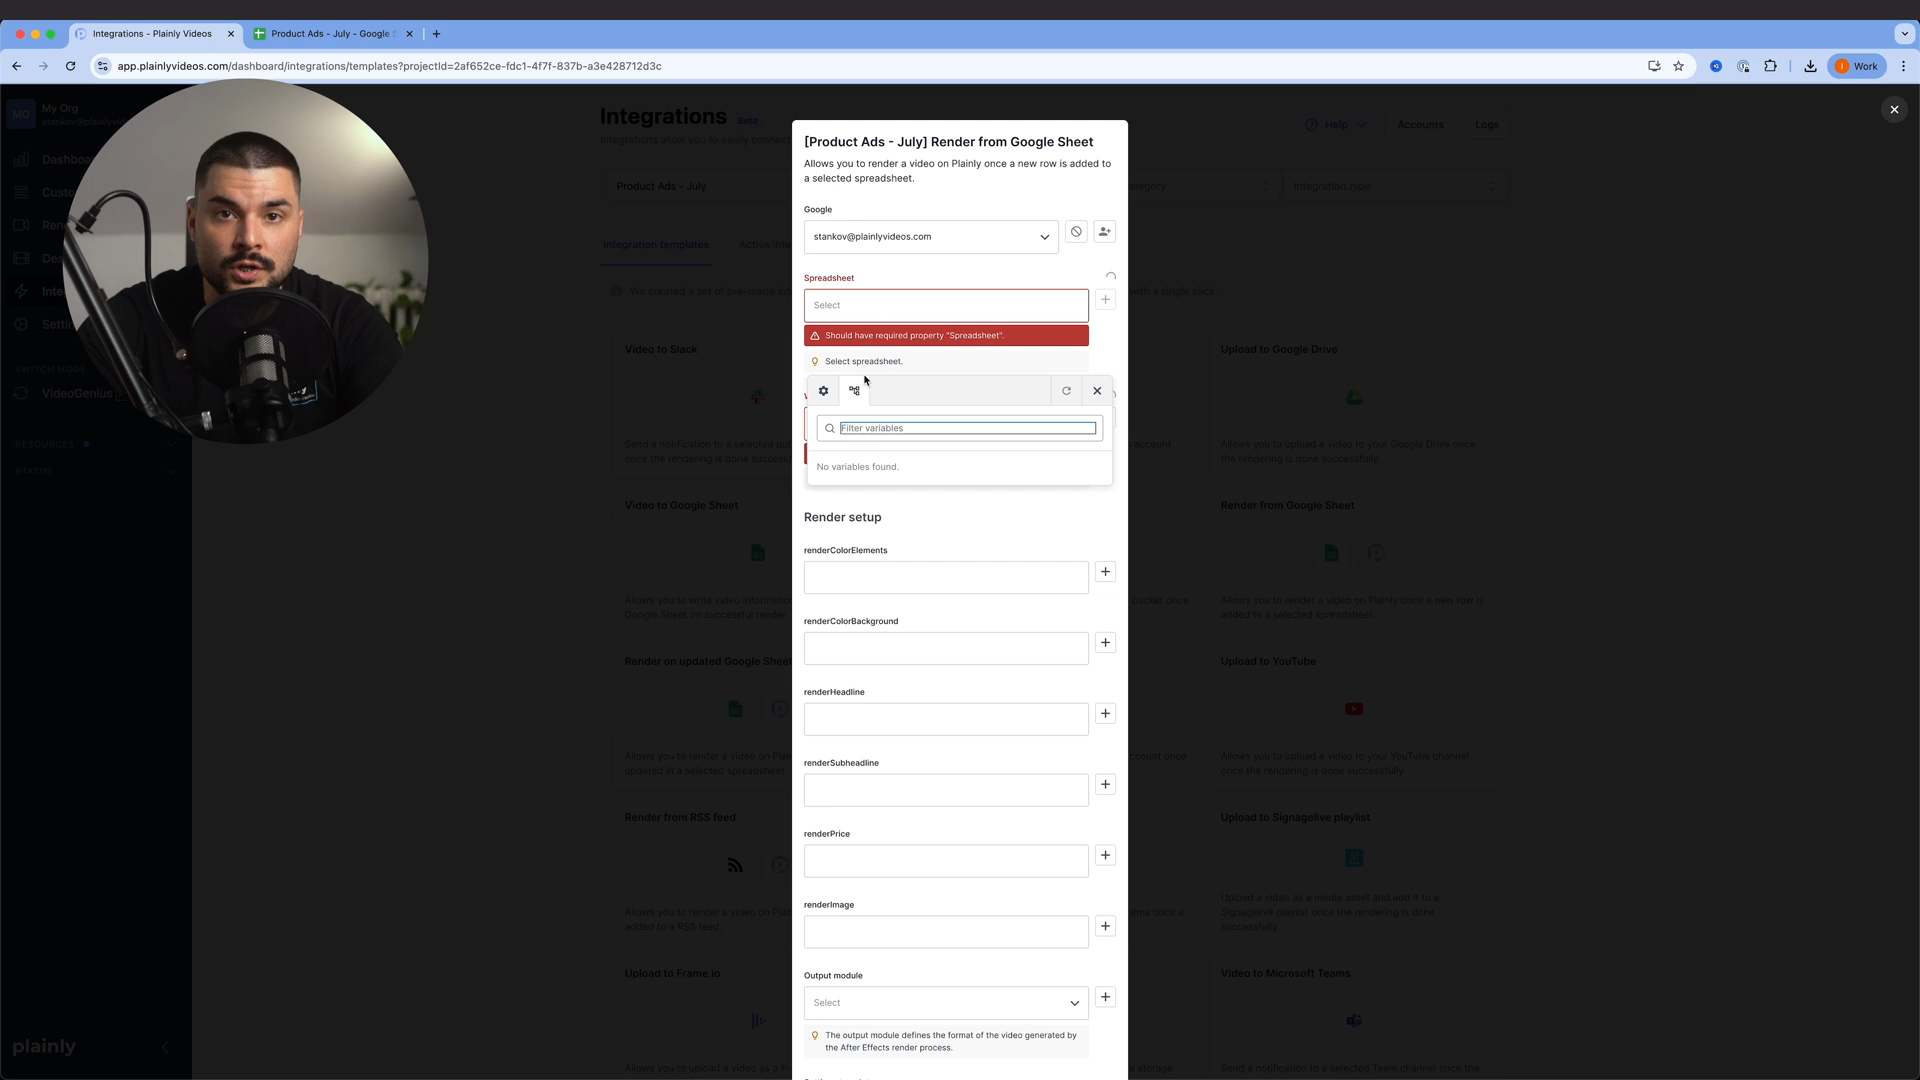 Integrations - Plainly Videos
Product Ads - July - Google S
app.plainlyvideos.com/dashboard/integrations/templates?projectId=2af652ce-fdc1-4f7f-837b-a3e428712d3c
Work
MO
My Org
stankov@plainlyvid
Dashboa
Custo
Re
De
Inte
Setti
SWITCH MODE
VideoGenius
RESOURCES
STATUS
plainly
Integrations
Beta
Integrations allow you to easily connec
Help
Accounts
Logs
Product Ads - July
ategory
Integration type
Integration templates
Active inte
We created a set of pre-made in
with a single click.
Video to Slack
Send a notification to a selected
once the rendering is done success
Upload to Google Drive
account
Allows you to upload a video to your Google Drive once
the rendering is done successfully.
Video to Google Sheet
Allows you to write video information
Google Sheet on successful render
Render from Google Sheet
bucket once
Allows you to render a video on Plainly once a new row is
added to a selected spreadsheet.
Render on updated Google Sheet
Allows you to render a video on Plain
updated in a selected spreadsheet
Upload to YouTube
ccount once
Allows you to upload a video to your YouTube channel
once the rendering is done successfully.
Render from RSS feed
Allows you to render a video on Plai
added to a RSS feed.
Upload to Signagelive playlist
ams once a
Upload a video as a media asset and add it to a
Signagelive playlist once the rendering is done
successfully.
Upload to Frame.io
Allows you to upload a video as a F
Video to Microsoft Teams
storage
Send a notification to a selected Team channel once the
[Product Ads - July] Render from Google Sheet
Allows you to render a video on Plainly once a new row is added to
a selected spreadsheet.
Google
stankov@plainlyvideos.com
Spreadsheet
Select
Should have required property "Spreadsheet".
Select spreadsheet.
Filter variables
No variables found.
Render setup
renderColorElements
renderColorBackground
renderHeadline
renderSubheadline
renderPrice
renderImage
Output module
Select
The output module defines the format of the video generated by
the After Effects render process.